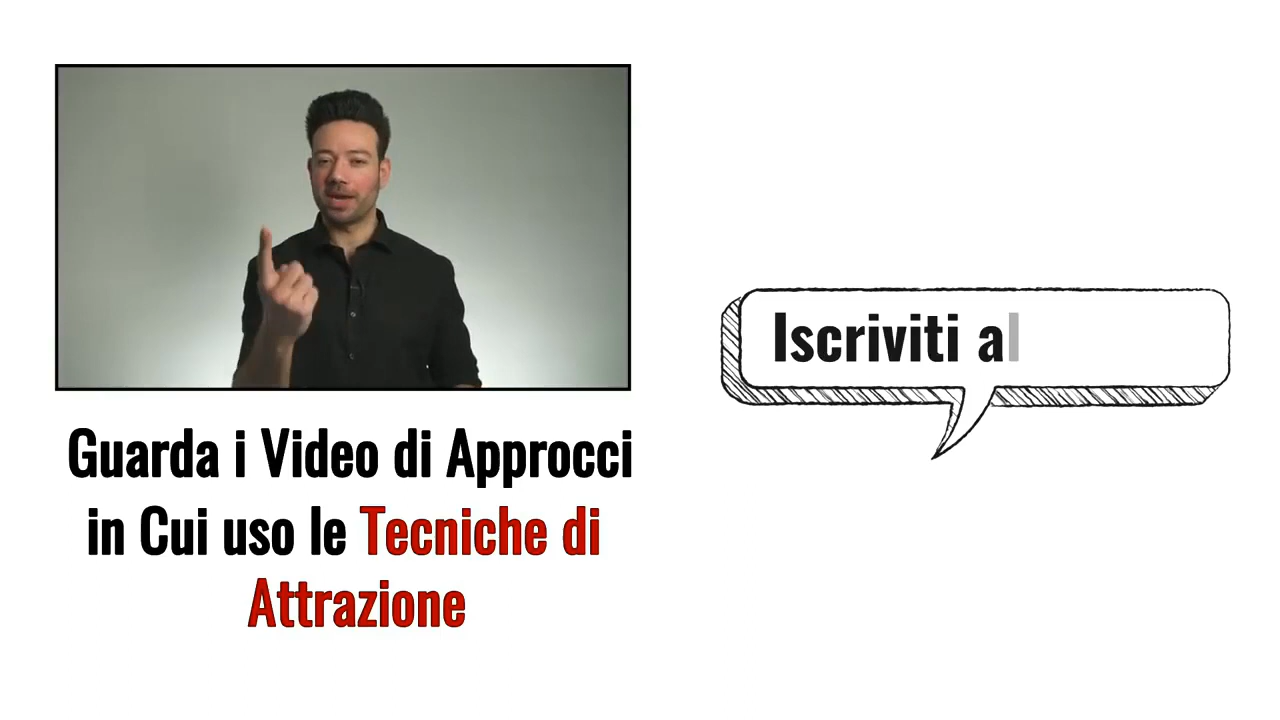 Guarda i Video di Approcci
in Cui uso le Tecniche di
Attrazione
Iscriviti al